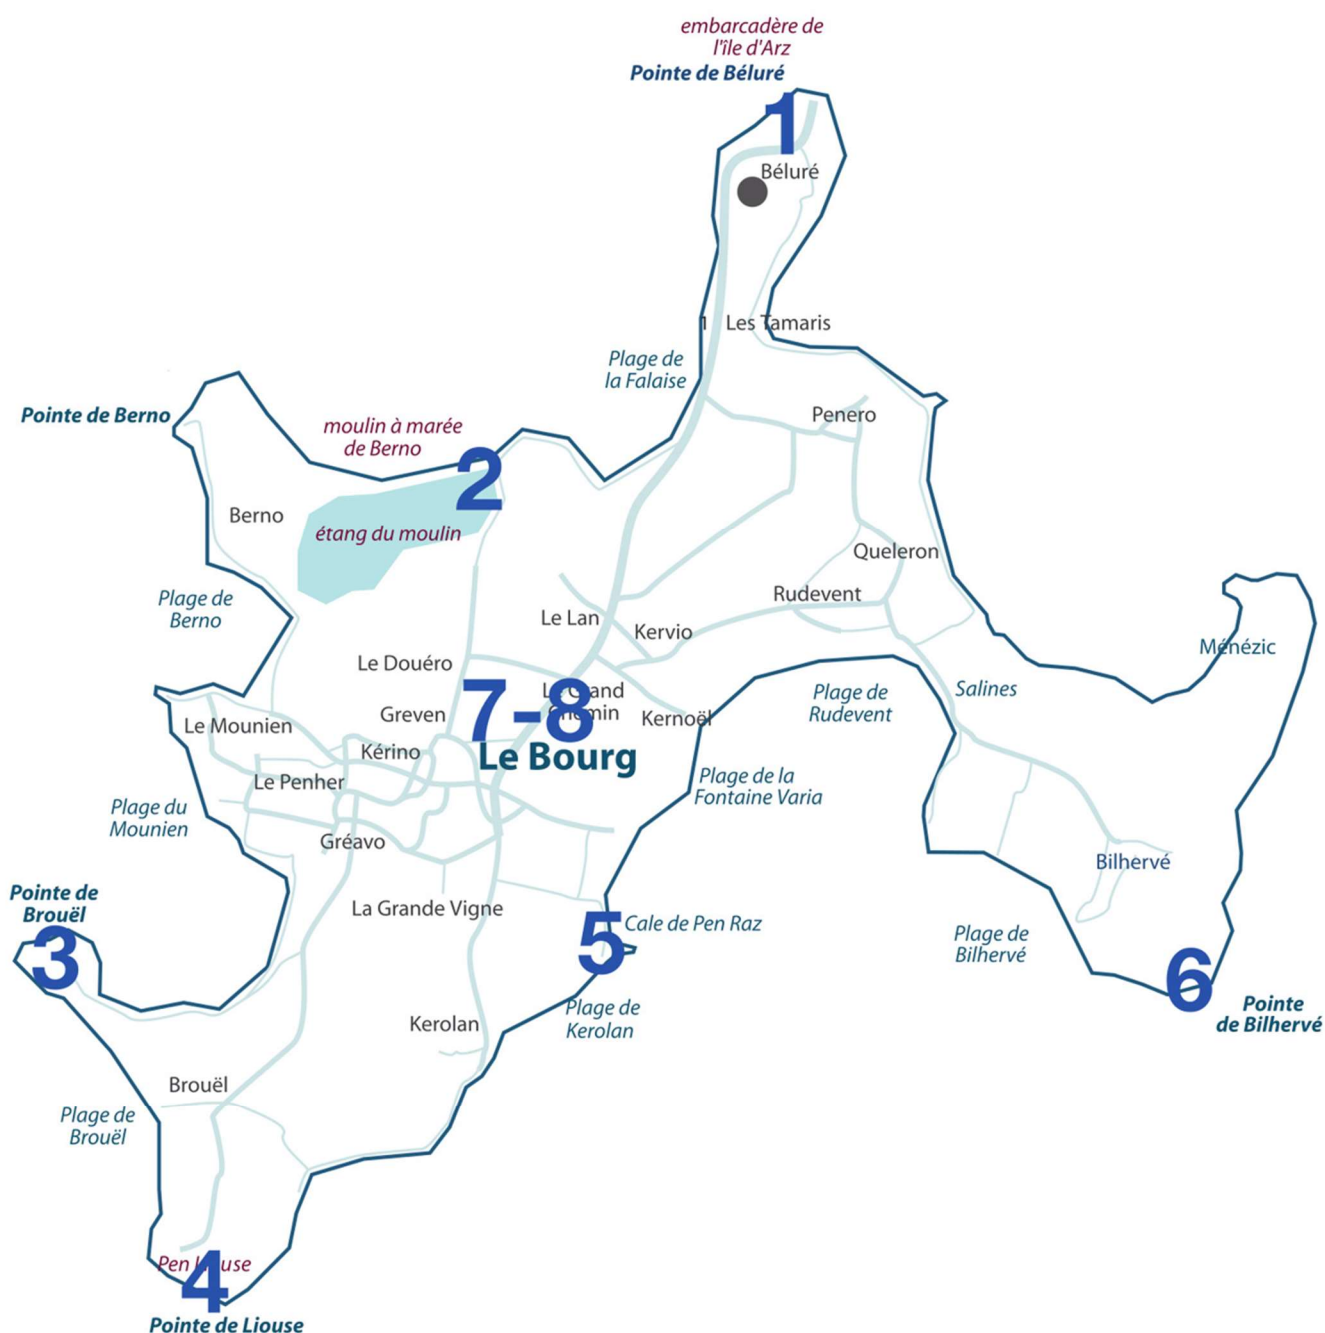 embarcadère de
l'île d'Arz
Pointe de Béluré
1
Béluré
1
Les Tamaris
Plage de
la Falaise
Pointe de Berno
moulin à marée
de Berno
Penero
2
Berno
étang du moulin
Queleron
Plage de
Berno
Rudevent
Le Lan
Kervio
Ménézic
Le Douéro
Le Grand
Chemin
Salines
Plage de
Rudevent
Greven
7-8
Kernoël
Le Mounien
Kérino
Le Bourg
Le Penher
Plage de la
Fontaine Varia
Plage du
Mounien
Gréavo
Bilhervé
Pointe de
Brouël
La Grande Vigne
3
5
Cale de Pen Raz
Plage de
Bilhervé
6
Pointe
de Bilhervé
Plage de
Kerolan
Kerolan
Brouël
Plage de
Brouël
Pen Liouse
4
Pointe de Liouse